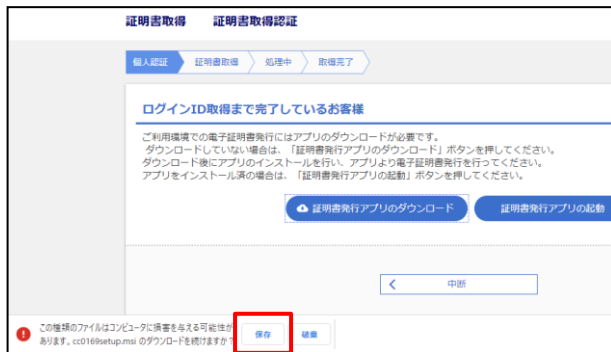 証明書取得 証明書取得認証
個人認証 証明書取得 処理中 取得完了
ログインID取得まで完了しているお客様
ご利用環境での電子証明書発行にはアプリのダウンロードが必要です。
ダウンロードしていない場合は、「証明書発行アプリのダウンロード」ボタンを押してください。
ダウンロード後にアプリのインストールを行い、アプリより電子証明書発行を行ってください。
アプリをインストール済の場合は、「証明書発行アプリの起動」ボタンを押してください。
証明書発行アプリのダウンロード 証明書発行アプリの起動
中断
この種類のファイルはコンピュータに損害を与える可能性が
あります。cc0169setup.msi のダウンロードを続けますか?
保存 破棄